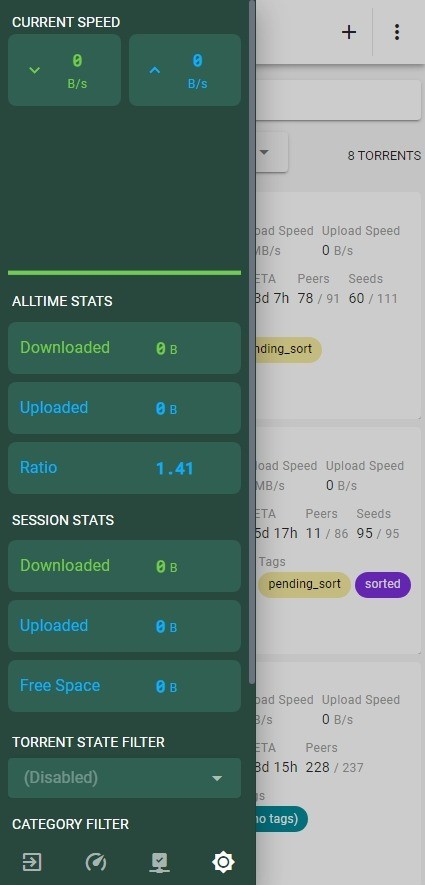 CURRENT SPEED
0
B/s
0
B/s
ALLTIME STATS
Downloaded 0 B
Uploaded 0 B
Ratio 1.41
SESSION STATS
Downloaded 0 B
Uploaded 0 B
Free Space 0 B
TORRENT STATE FILTER
(Disabled)
CATEGORY FILTER
8 TORRENTS
oad Speed Upload Speed
MB/s 0 B/s
ETA Peers Seeds
3d 7h 78 / 91 60 / 111
nding_sort
load Speed Upload Speed
MB/s 0 B/s
ETA Peers Seeds
5d 17h 11 / 86 95 / 95
Tags
pending_sort sorted
oad Speed Upload Speed
B/s 0 B/s
ETA Peers
8d 15h 228 / 237
gs
no tags)